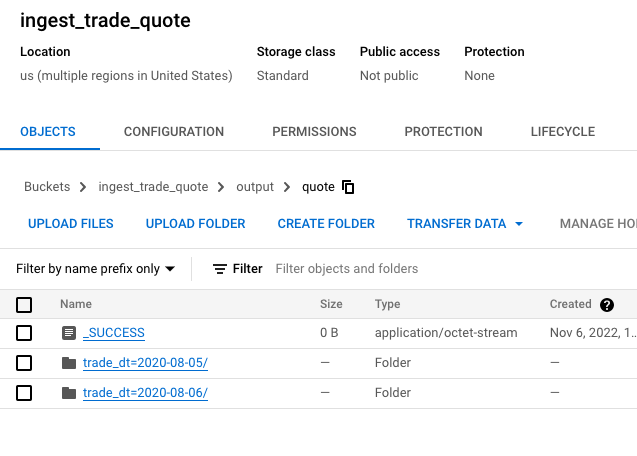 ingest_trade_quote
Location Storage class Public access Protection
us (multiple regions in United States) Standard Not public None
OBJECTS CONFIGURATION PERMISSIONS PROTECTION LIFECYCLE
Buckets > ingest_trade_quote > output > quote
UPLOAD FILES UPLOAD FOLDER CREATE FOLDER TRANSFER DATA MANAGE HO
Filter by name prefix only Filter Filter objects and folders
Name Size Type Created ?
_SUCCESS 0 B application/octet-stream Nov 6, 2022, 1…
trade_dt=2020-08-05/ — Folder —
trade_dt=2020-08-06/ — Folder —